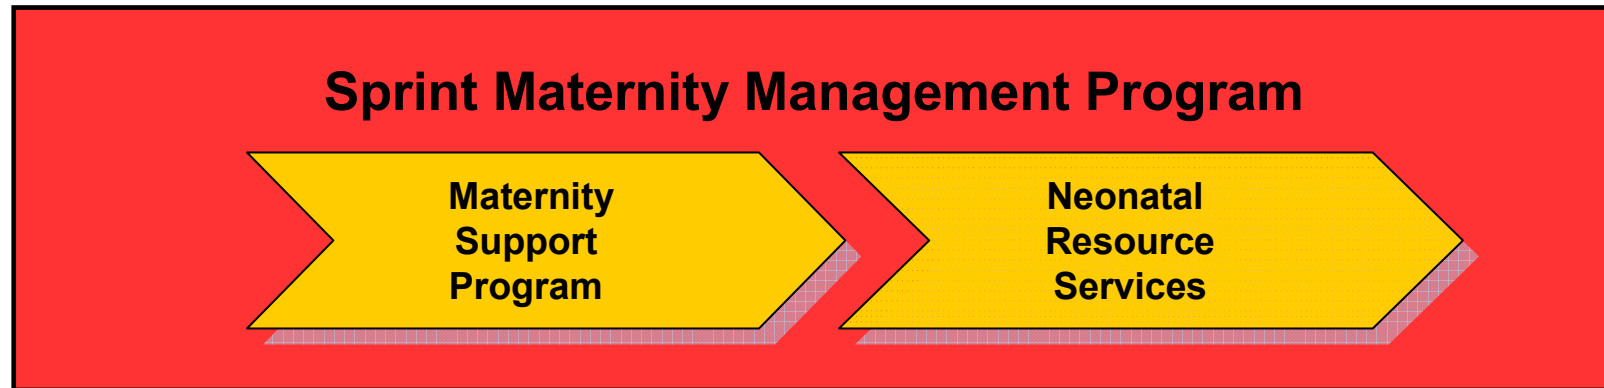 Sprint Maternity Management Program
Maternity
Support
Program
Neonatal
Resource
Services